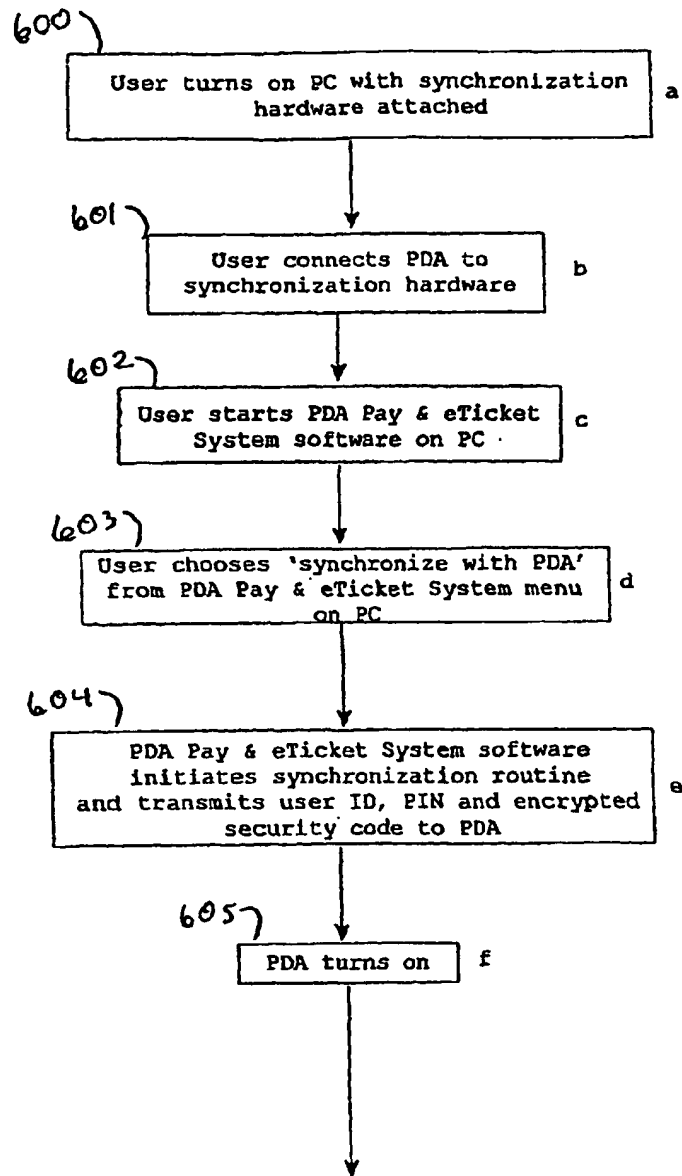 600
User turns on PC with synchronization
hardware attached
a
601
User connects PDA to
synchronization hardware
b
602
User starts PDA Pay & eTicket
System software on PC
c
603
User chooses 'synchronize with PDA'
from PDA Pay & eTicket System menu
on PC
d
604
PDA Pay & eTicket System software
initiates synchronization routine
and transmits user ID, PIN and encrypted
security code to PDA
e
605
PDA turns on
f